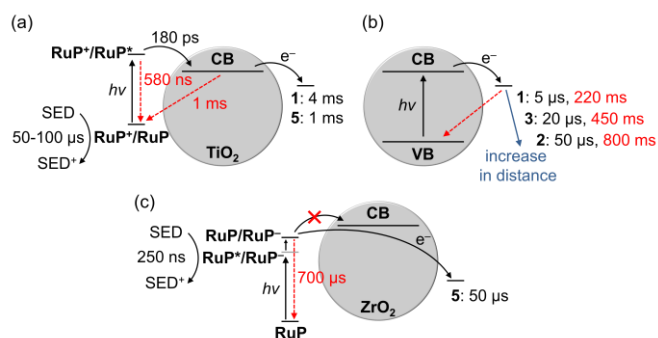 (a)
RuP⁺/RuP*
180 ps
CB
e⁻
hν
580 ns
1 ms
1: 4 ms
5: 1 ms
SED
50-100 µs
SED⁺
RuP⁺/RuP
TiO₂
(b)
CB
e⁻
hν
1: 5 µs, 220 ms
3: 20 µs, 450 ms
2: 50 µs, 800 ms
VB
increase
in distance
(c)
CB
SED
RuP/RuP⁻
e⁻
250 ns
RuP*/RuP⁻
SED⁺
hν
700 µs
5: 50 µs
ZrO₂
RuP